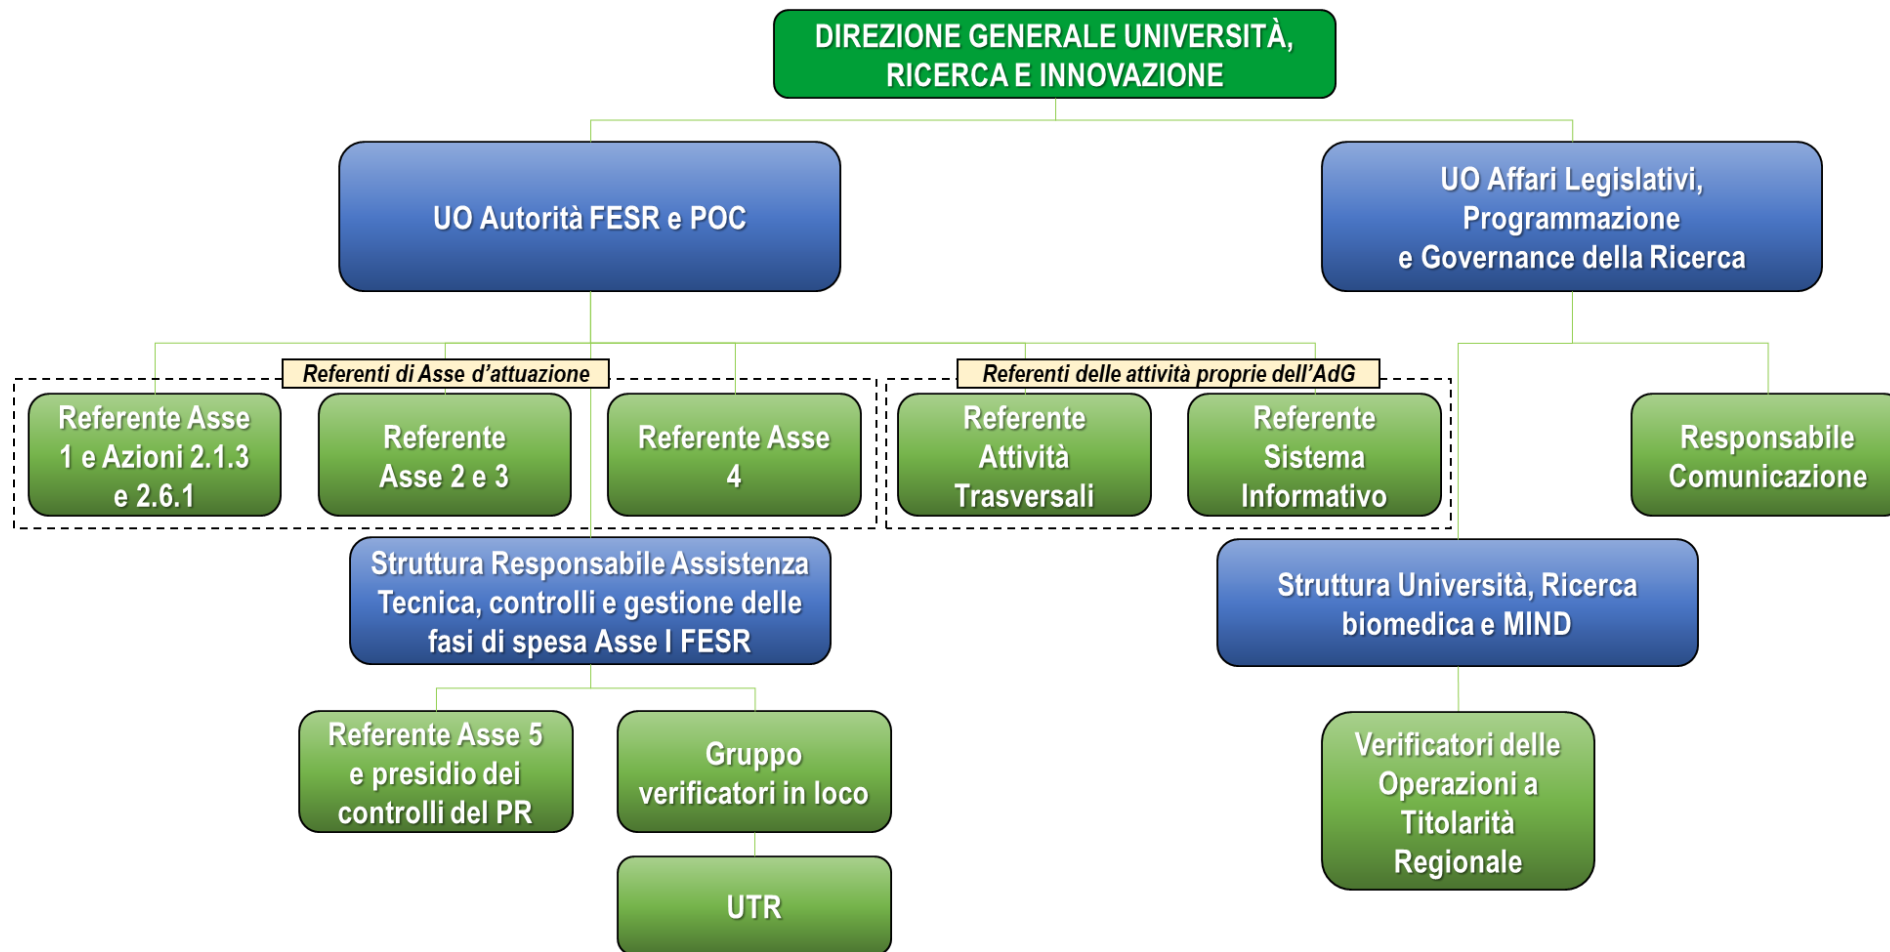 DIREZIONE GENERALE UNIVERSITÀ,
RICERCA E INNOVAZIONE
UO Autorità FESR e POC
UO Affari Legislativi,
Programmazione
e Governance della Ricerca
Referenti di Asse d’attuazione
Referenti delle attività proprie dell’AdG
Referente Asse
1 e Azioni 2.1.3
e 2.6.1
Referente
Asse 2 e 3
Referente Asse
4
Referente
Attività
Trasversali
Referente
Sistema
Informativo
Responsabile
Comunicazione
Struttura Responsabile Assistenza
Tecnica, controlli e gestione delle
fasi di spesa Asse I FESR
Struttura Università, Ricerca
biomedica e MIND
Referente Asse 5
e presidio dei
controlli del PR
Gruppo
verificatori in loco
Verificatori delle
Operazioni a
Titolarità
Regionale
UTR